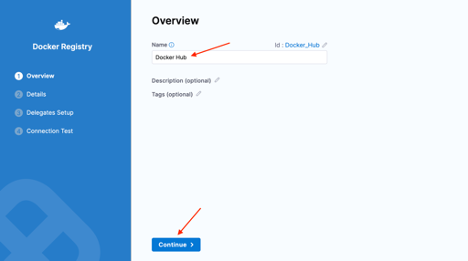 Docker Registry
1 Overview
2 Details
3 Delegates Setup
4 Connection Test
Overview
Name Id : Docker_Hub
Docker Hub
Description (optional)
Tags (optional)
Continue